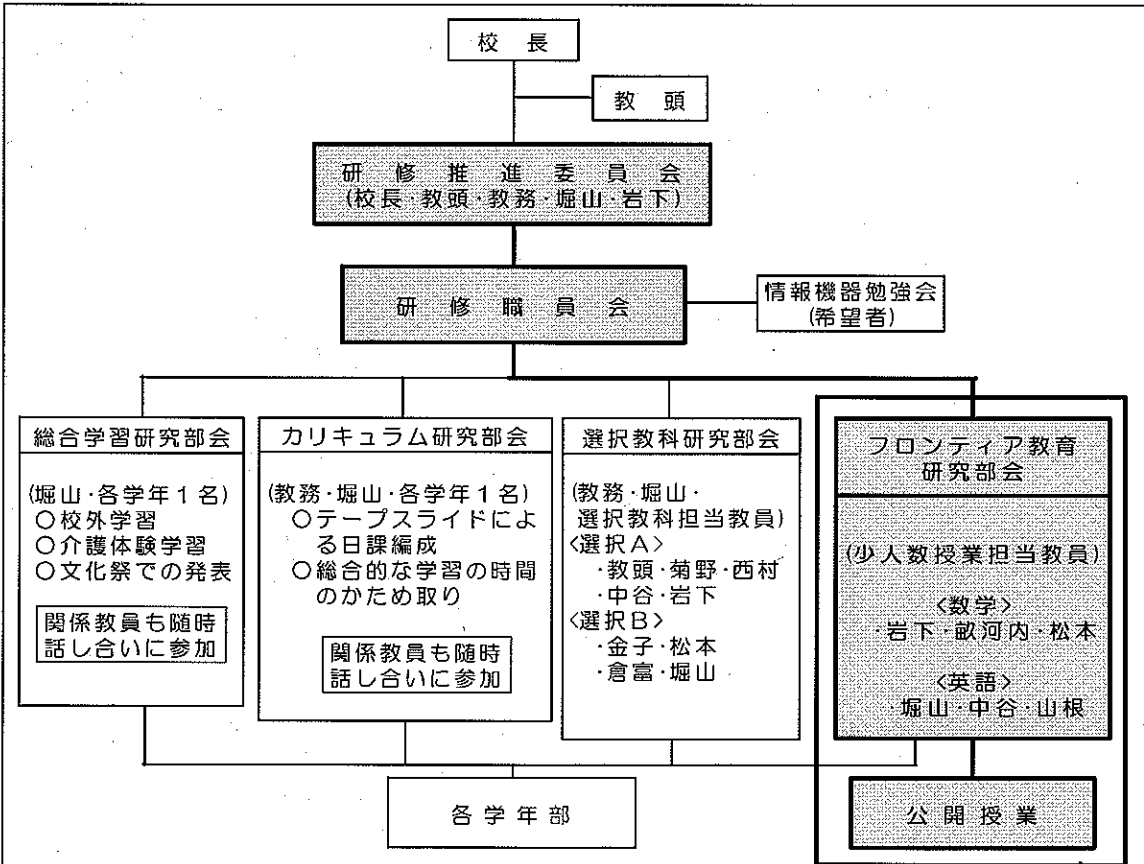 校長
教頭
研修推進委員会
(校長・教頭・教務・堀山・岩下)
研修職員会
情報機器勉強会
(希望者)
総合学習研究部会
(堀山・各学年1名)
○校外学習
○介護体験学習
○文化祭での発表
関係教員も随時
話し合いに参加
カリキュラム研究部会
(教務・堀山・各学年1名)
○テープスライドによ
る日課編成
○総合的な学習の時間
のかため取り
関係教員も随時
話し合いに参加
選択教科研究部会
(教務・堀山・
選択教科担当教員)
<選択A>
・教頭・菊野・西村
・中谷・岩下
<選択B>
・金子・松本
・倉富・堀山
フロンティア教育
研究部会
(少人数授業担当教員)
<数学>
・岩下・畝河内・松本
<英語>
・堀山・中谷・山根
各学年部
公開授業